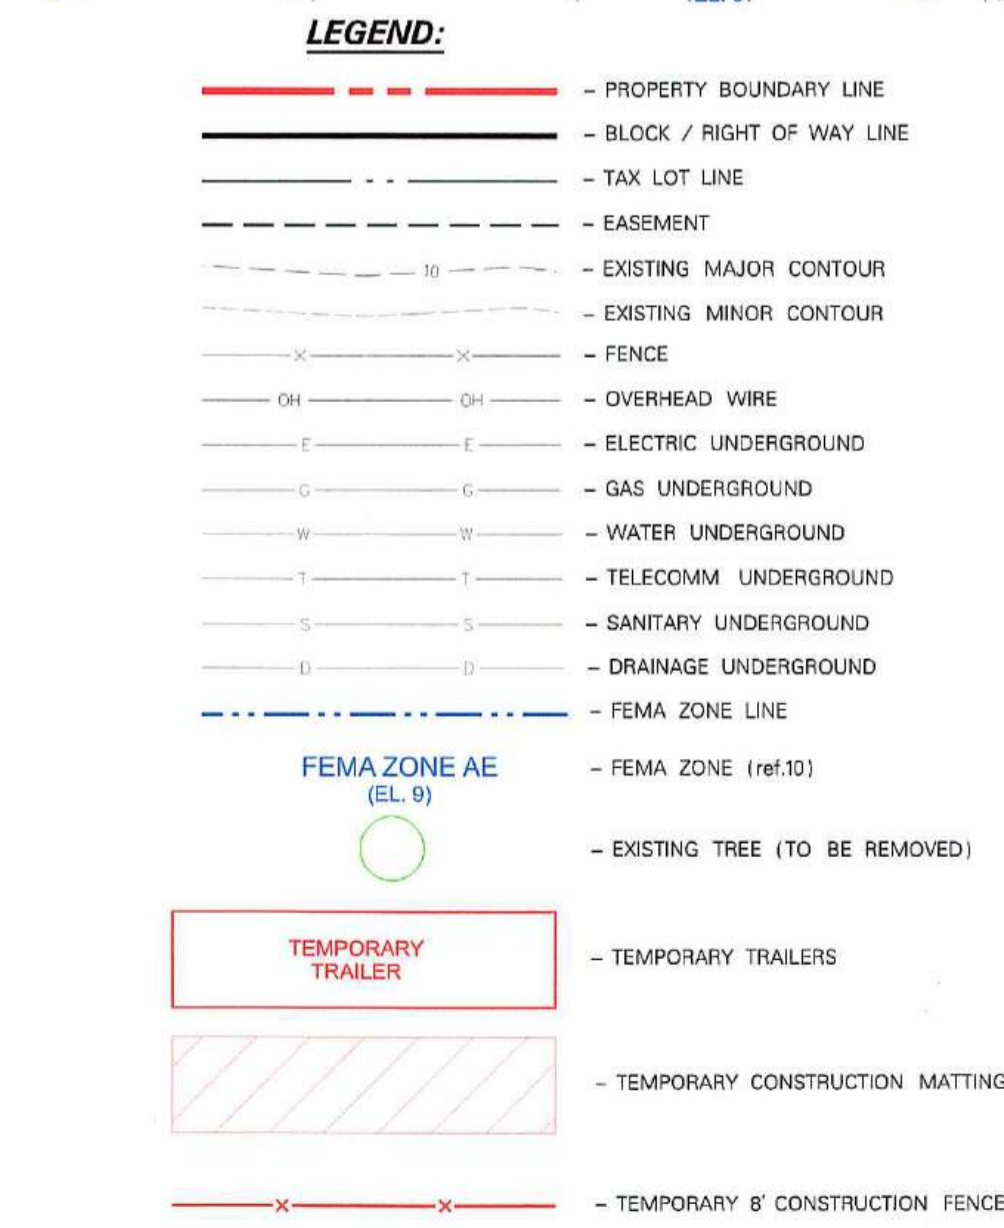 LEGEND:
– PROPERTY BOUNDARY LINE
– BLOCK / RIGHT OF WAY LINE
– TAX LOT LINE
– EASEMENT
10 – EXISTING MAJOR CONTOUR
– EXISTING MINOR CONTOUR
X X – FENCE
OH OH – OVERHEAD WIRE
E E – ELECTRIC UNDERGROUND
G G – GAS UNDERGROUND
W W – WATER UNDERGROUND
T T – TELECOMM UNDERGROUND
S S – SANITARY UNDERGROUND
D D – DRAINAGE UNDERGROUND
– FEMA ZONE LINE
FEMA ZONE AE – FEMA ZONE (ref.10)
(EL. 9)
– EXISTING TREE (TO BE REMOVED)
TEMPORARY
TRAILER – TEMPORARY TRAILERS
– TEMPORARY CONSTRUCTION MATTING
X X – TEMPORARY 8' CONSTRUCTION FENCE